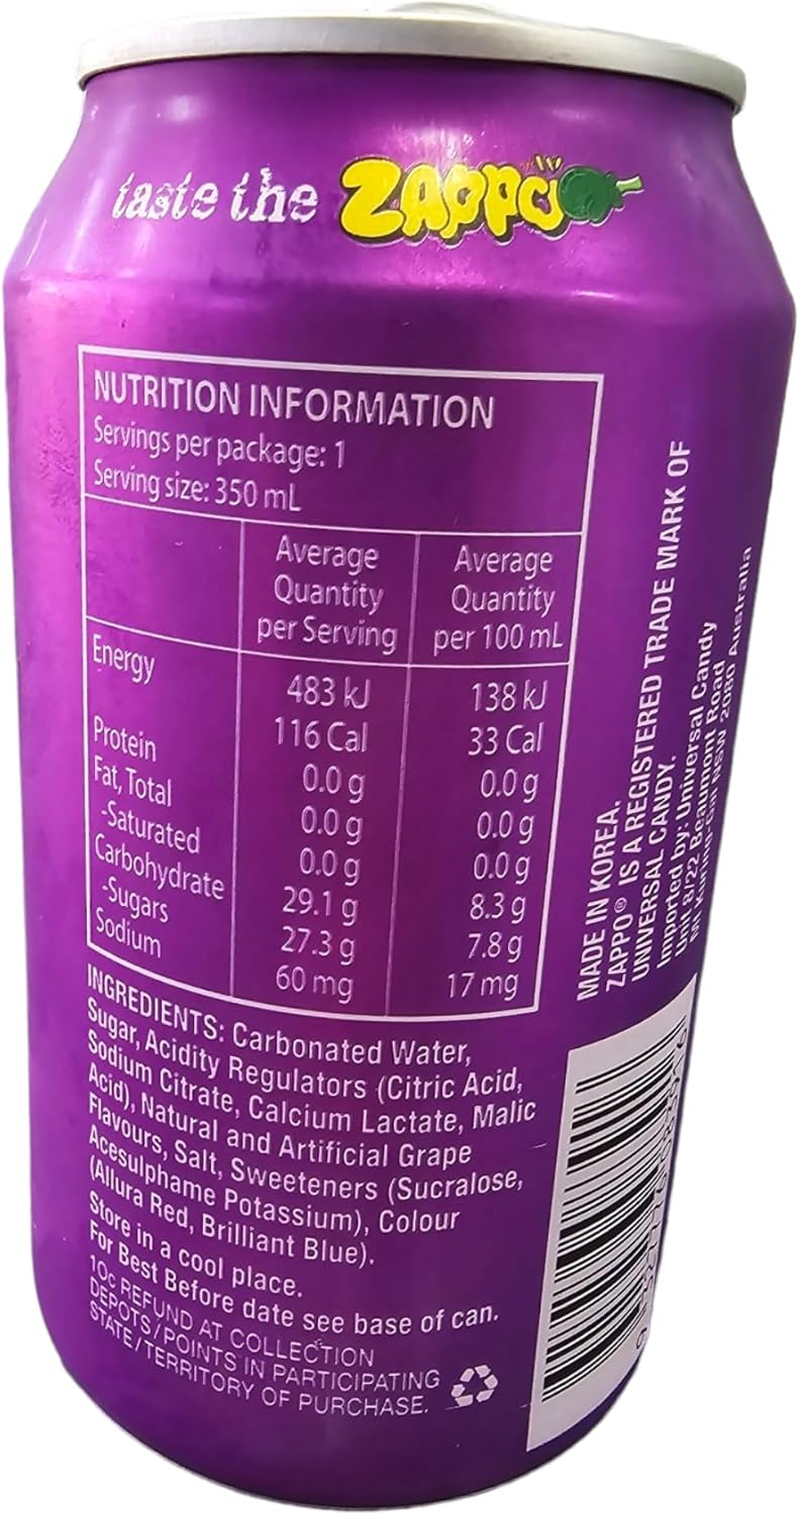 taste the ZAPPO
NUTRITION INFORMATION
Servings per package: 1
Serving size: 350 mL
Average Quantity per Serving
Average Quantity per 100 mL
Energy 483 kJ 138 kJ
116 Cal 33 Cal
Protein 0.0 g 0.0 g
Fat, Total 0.0 g 0.0 g
-Saturated 0.0 g 0.0 g
Carbohydrate 29.1 g 8.3 g
-Sugars 27.3 g 7.8 g
Sodium 60 mg 17 mg
INGREDIENTS: Carbonated Water,
Sugar, Acidity Regulators (Citric Acid,
Sodium Citrate, Calcium Lactate, Malic
Acid), Natural and Artificial Grape
Flavours, Salt, Sweeteners (Sucralose,
Acesulphame Potassium), Colour
(Allura Red, Brilliant Blue).
Store in a cool place.
For Best Before date see base of can.
10c REFUND AT COLLECTION
DEPOTS/POINTS IN PARTICIPATING
STATE/TERRITORY OF PURCHASE.
MADE IN KOREA.
ZAPPO® IS A REGISTERED TRADE MARK OF
UNIVERSAL CANDY.
Imported by: Universal Candy
Unit 8/22 Beaumont Road
NSW 2080 Australia